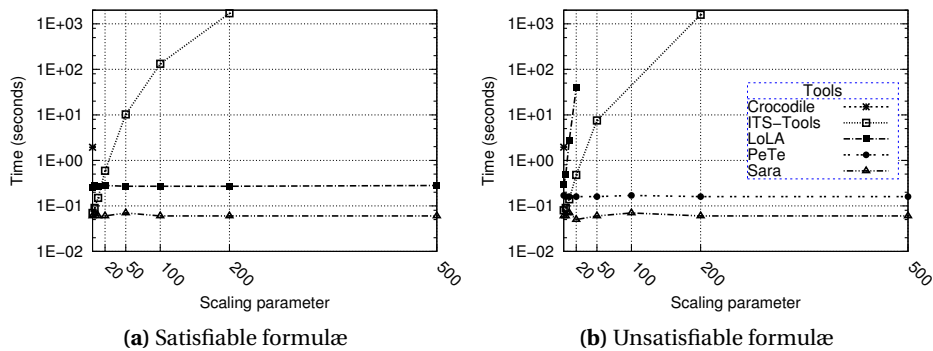 1E+03
1E+02
1E+01
1E+00
1E−01
1E−02
Time (seconds)
20
50
100
200
500
Scaling parameter
(a) Satisfiable formulæ
1E+03
1E+02
1E+01
1E+00
1E−01
1E−02
Time (seconds)
20
50
100
200
500
Scaling parameter
Tools
Crocodile
ITS−Tools
LoLA
PeTe
Sara
(b) Unsatisfiable formulæ